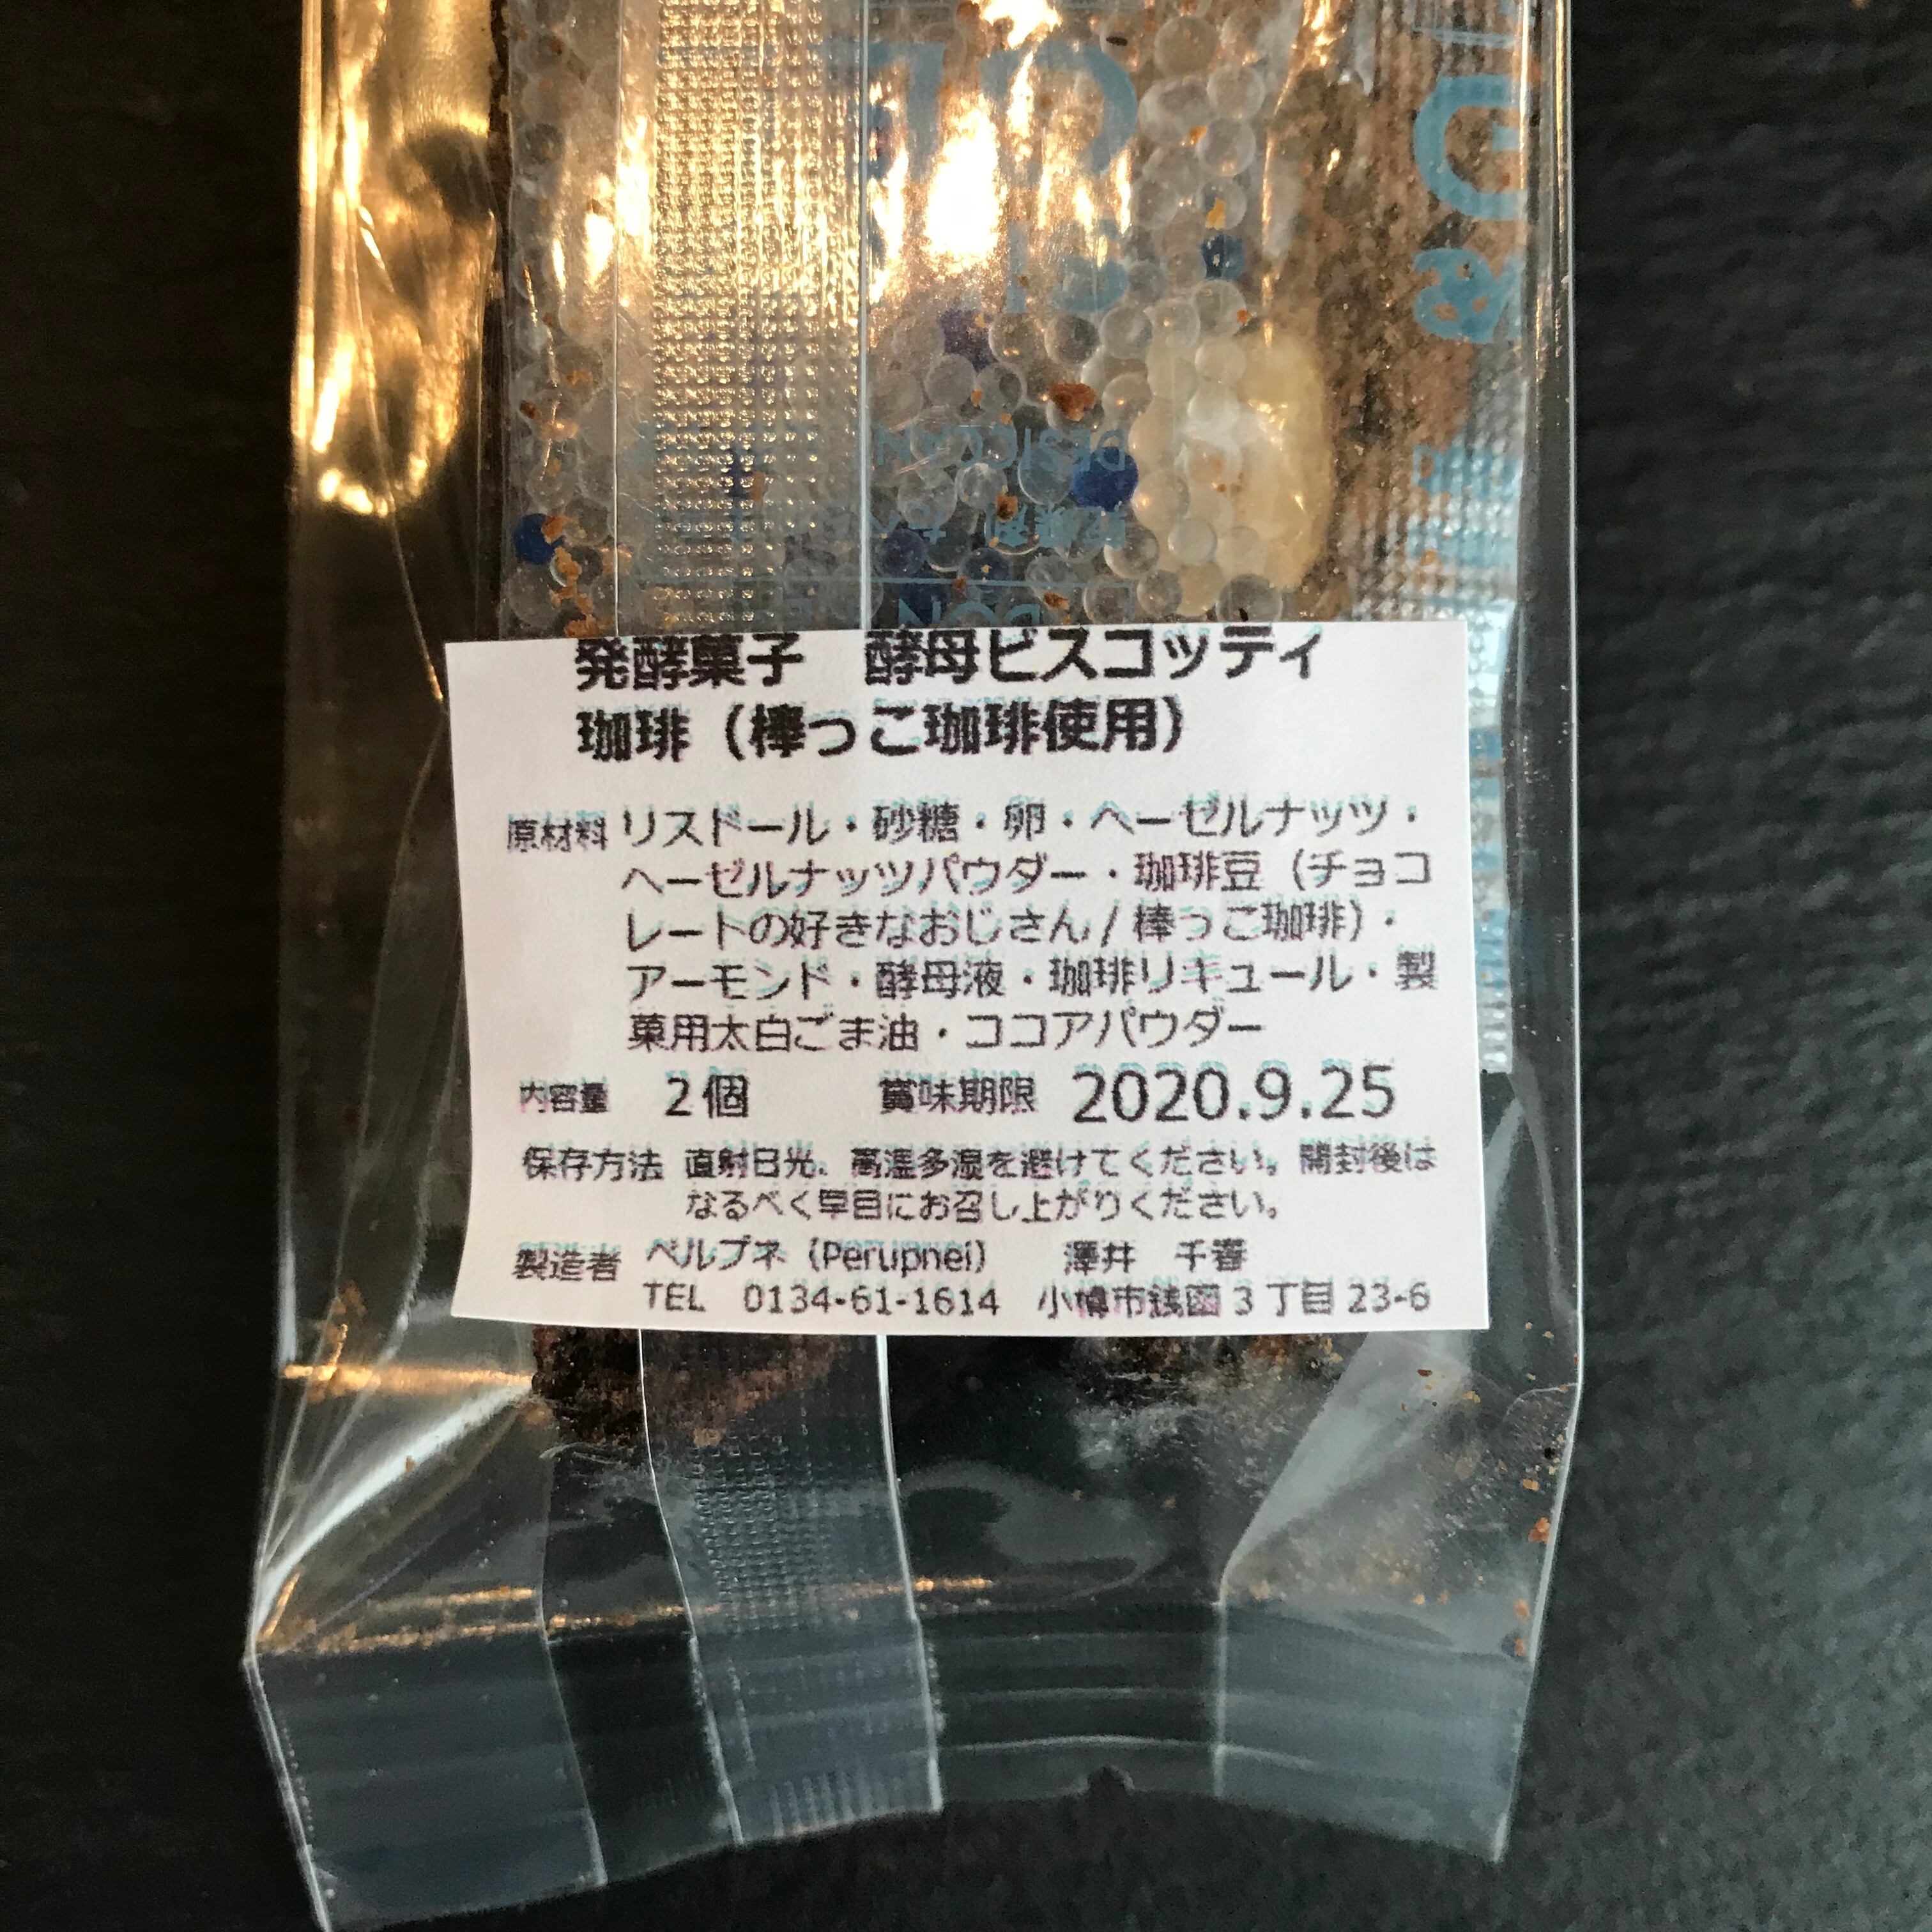 発酵菓子　酵母ビスコッティ
珈琲（棒っこ珈琲使用）
原材料 リスドール・砂糖・卵・ヘーゼルナッツ・
ヘーゼルナッツパウダー・珈琲豆（チョコ
レートの好きなおじさん / 棒っこ珈琲）・
アーモンド・酵母液・珈琲リキュール・製
菓用太白ごま油・ココアパウダー
内容量 2個 賞味期限 2020.9.25
保存方法 直射日光、高温多湿を避けてください。開封後は
なるべく早目にお召し上がりください。
製造者 ペルプネ（Perupnei） 澤井　千春
TEL 0134-61-1614 小樽市銭函3丁目23-6